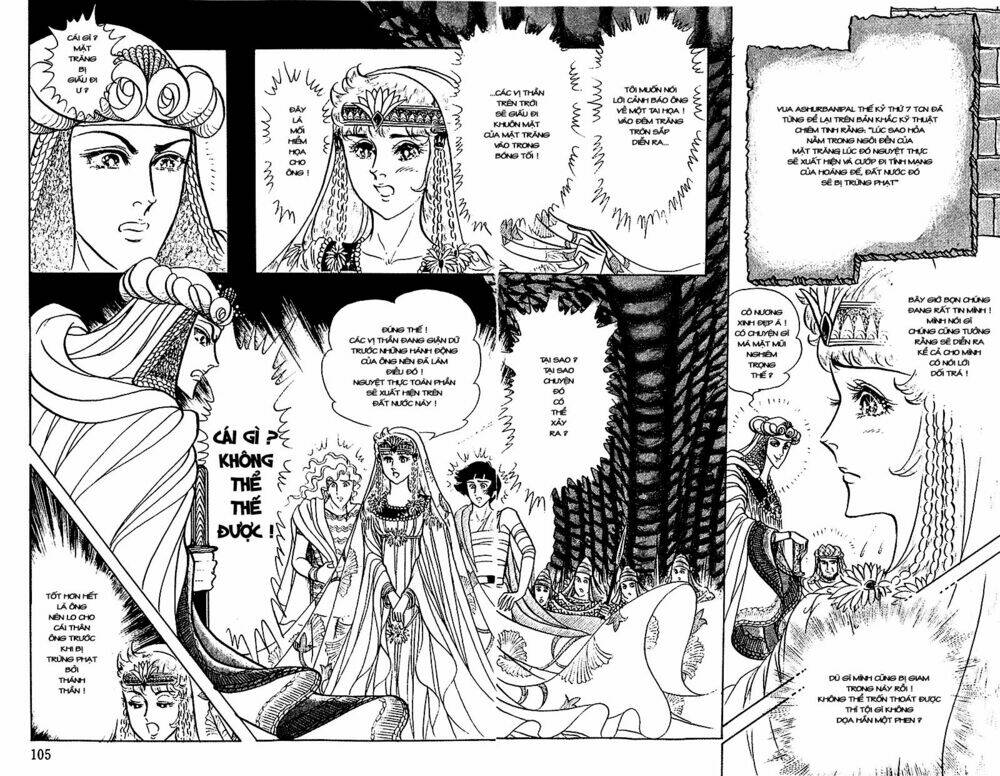 VUA ASHURBANIPAL THẾ KỶ THỨ 7 TCN ĐÃ
TỪNG ĐỂ LẠI TRÊN BẢN KHẮC KỸ THUẬT
CHIÊM TINH RẰNG: "LÚC SAO HỎA
NẰM TRONG NGÔI ĐỀN CỦA
MẶT TRĂNG LÚC ĐÓ NGUYỆT THỰC
SẼ XUẤT HIỆN VÀ CƯỚP ĐI TÍNH MẠNG
CỦA HOÀNG ĐẾ, ĐẤT NƯỚC ĐÓ
SẼ BỊ TRỪNG PHẠT"
BÂY GIỜ BỌN CHÚNG
ĐANG RẤT TIN MÌNH !
MÌNH NÓI GÌ
CHÚNG CŨNG TƯỞNG
RẰNG SẼ DIỄN RA
KỂ CẢ CHO MÌNH
CÓ NÓI LỜI
DỐI TRÁ !
CÔ NƯƠNG
XINH ĐẸP À !
CÓ CHUYỆN GÌ
MÀ MẶT MŨI
NGHIÊM
TRỌNG
THẾ ?
DÙ GÌ MÌNH CŨNG BỊ GIAM
TRONG NÀY RỒI !
KHÔNG THỂ TRỐN THOÁT ĐƯỢC
THÌ TỘI GÌ KHÔNG
DỌA HẮN MỘT PHEN ?
TÔI MUỐN NÓI
LỜI CẢNH BÁO ÔNG
VỀ MỘT TAI HỌA !
VÀO ĐÊM TRĂNG
TRÒN SẮP
DIỄN RA...
...CÁC VỊ THẦN
TRÊN TRỜI
SẼ GIẤU ĐI
KHUÔN MẶT
CỦA MẶT TRĂNG
VÀO TRONG
BÓNG TỐI !
ĐÂY
LÀ MỐI
HIỂM
HỌA CHO
ÔNG !
CÁI GÌ ?
MẶT
TRĂNG
BỊ
GIẤU ĐI
Ư ?
TẠI SAO ?
TẠI SAO
CHUYỆN
ĐÓ
CÓ
THỂ
XẢY
RA ?
ĐÚNG THẾ !
CÁC VỊ THẦN ĐANG GIẬN DỮ
TRƯỚC NHỮNG HÀNH ĐỘNG
CỦA ÔNG NÊN ĐÃ LÀM
ĐIỀU ĐÓ !
NGUYỆT THỰC TOÀN PHẦN
SẼ XUẤT HIỆN TRÊN
ĐẤT NƯỚC NÀY !
CÁI GÌ ?
KHÔNG
THỂ
THẾ
ĐƯỢC !
TỐT HƠN HẾT
LÀ ÔNG
NÊN LO CHO
CÁI THÂN
ÔNG TRƯỚC
KHI BỊ
TRỪNG PHẠT
BỞI
THÁNH
THẦN !
105